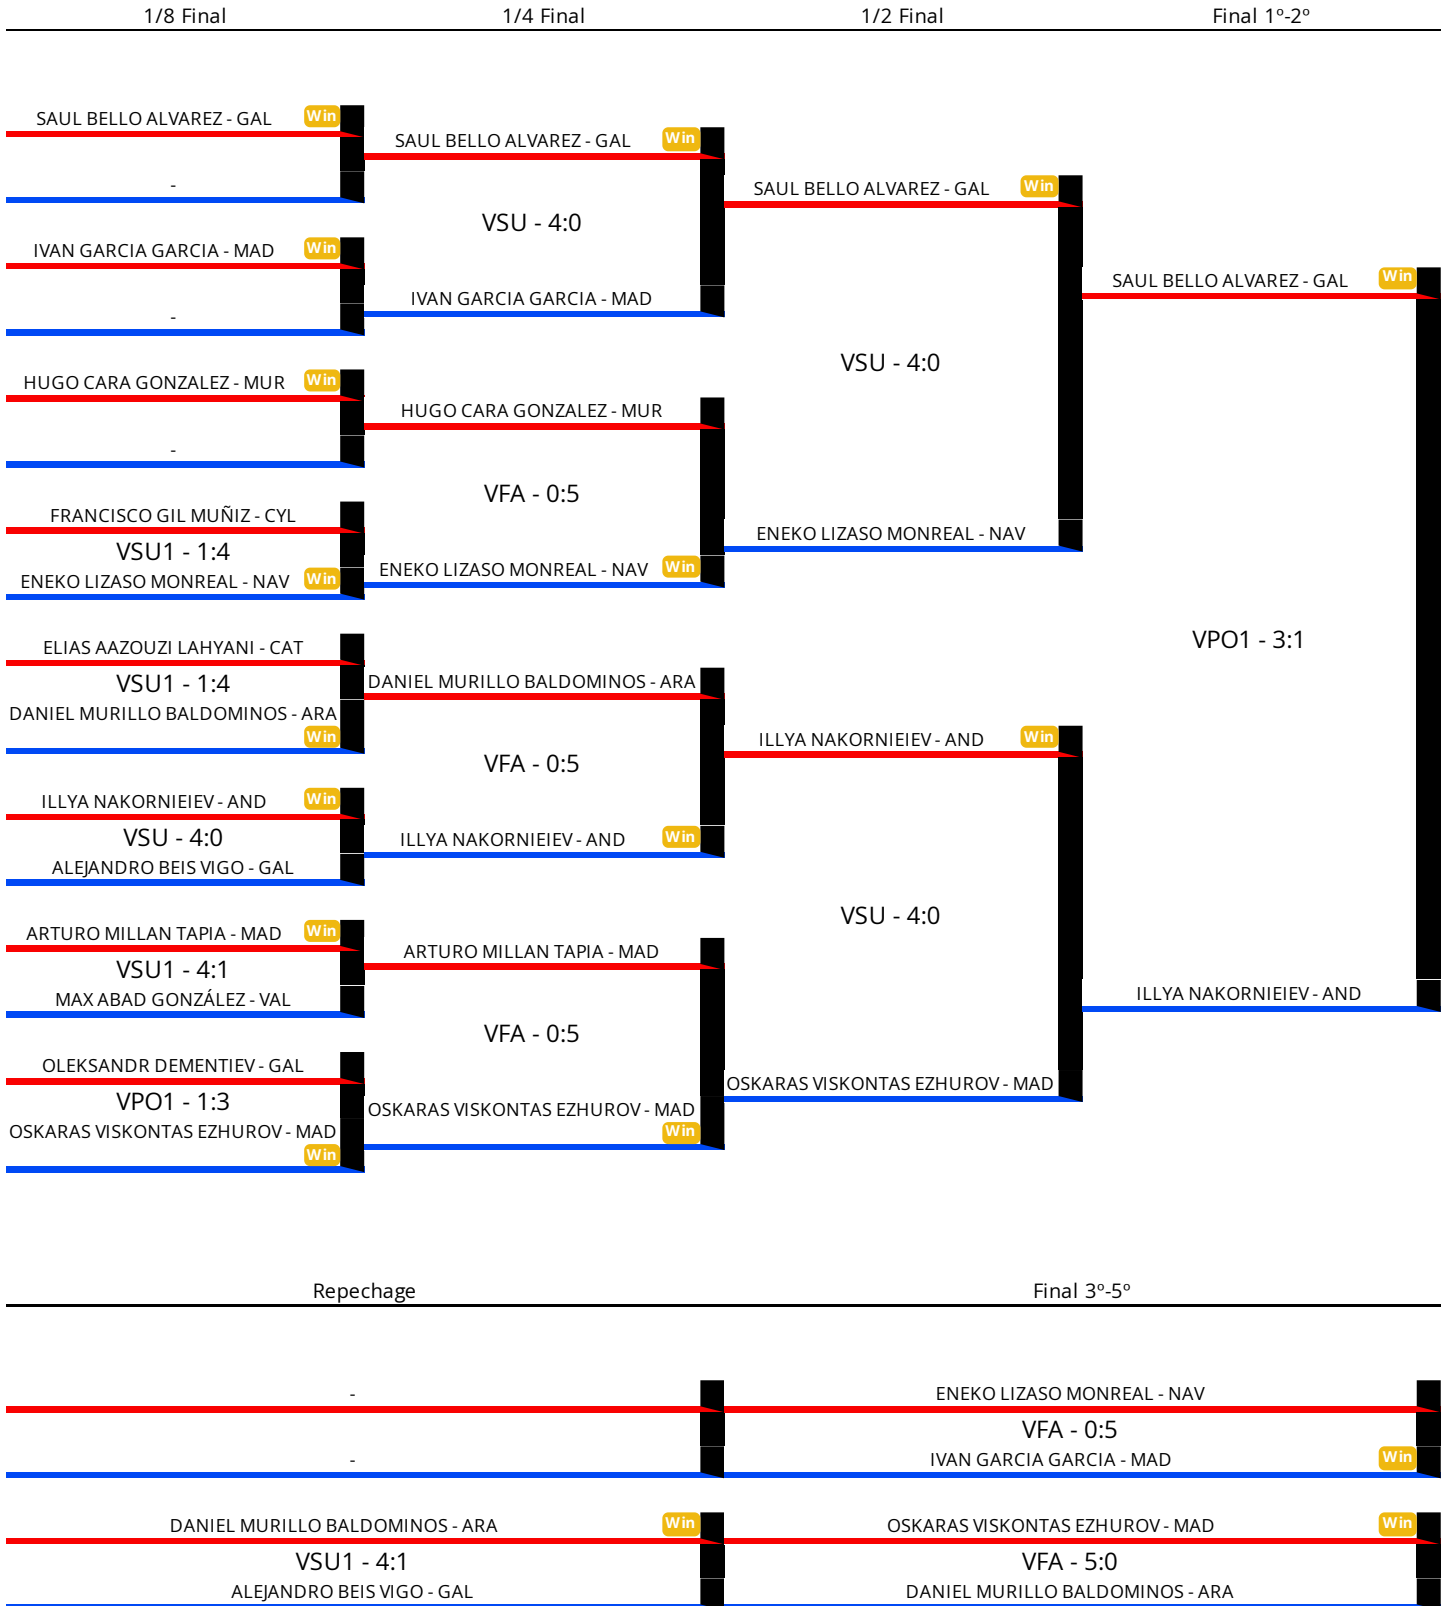 1/8 Final
1/4 Final
1/2 Final
Final 1º-2º
SAUL BELLO ALVAREZ - GAL
Win
-
IVAN GARCIA GARCIA - MAD
Win
-
HUGO CARA GONZALEZ - MUR
Win
-
FRANCISCO GIL MUÑIZ - CYL
VSU1 - 1:4
ENEKO LIZASO MONREAL - NAV
Win
ELIAS AAZOUZI LAHYANI - CAT
VSU1 - 1:4
DANIEL MURILLO BALDOMINOS - ARA
Win
ILLYA NAKORNIEIEV - AND
Win
VSU - 4:0
ALEJANDRO BEIS VIGO - GAL
ARTURO MILLAN TAPIA - MAD
Win
VSU1 - 4:1
MAX ABAD GONZÁLEZ - VAL
OLEKSANDR DEMENTIEV - GAL
VPO1 - 1:3
OSKARAS VISKONTAS EZHUROV - MAD
Win
SAUL BELLO ALVAREZ - GAL
Win
VSU - 4:0
IVAN GARCIA GARCIA - MAD
HUGO CARA GONZALEZ - MUR
VFA - 0:5
ENEKO LIZASO MONREAL - NAV
Win
DANIEL MURILLO BALDOMINOS - ARA
VFA - 0:5
ILLYA NAKORNIEIEV - AND
Win
ARTURO MILLAN TAPIA - MAD
VFA - 0:5
OSKARAS VISKONTAS EZHUROV - MAD
Win
SAUL BELLO ALVAREZ - GAL
Win
VSU - 4:0
ENEKO LIZASO MONREAL - NAV
ILLYA NAKORNIEIEV - AND
Win
VSU - 4:0
OSKARAS VISKONTAS EZHUROV - MAD
SAUL BELLO ALVAREZ - GAL
Win
VPO1 - 3:1
ILLYA NAKORNIEIEV - AND
Repechage
Final 3º-5º
-
-
DANIEL MURILLO BALDOMINOS - ARA
Win
VSU1 - 4:1
ALEJANDRO BEIS VIGO - GAL
ENEKO LIZASO MONREAL - NAV
VFA - 0:5
IVAN GARCIA GARCIA - MAD
Win
OSKARAS VISKONTAS EZHUROV - MAD
Win
VFA - 5:0
DANIEL MURILLO BALDOMINOS - ARA